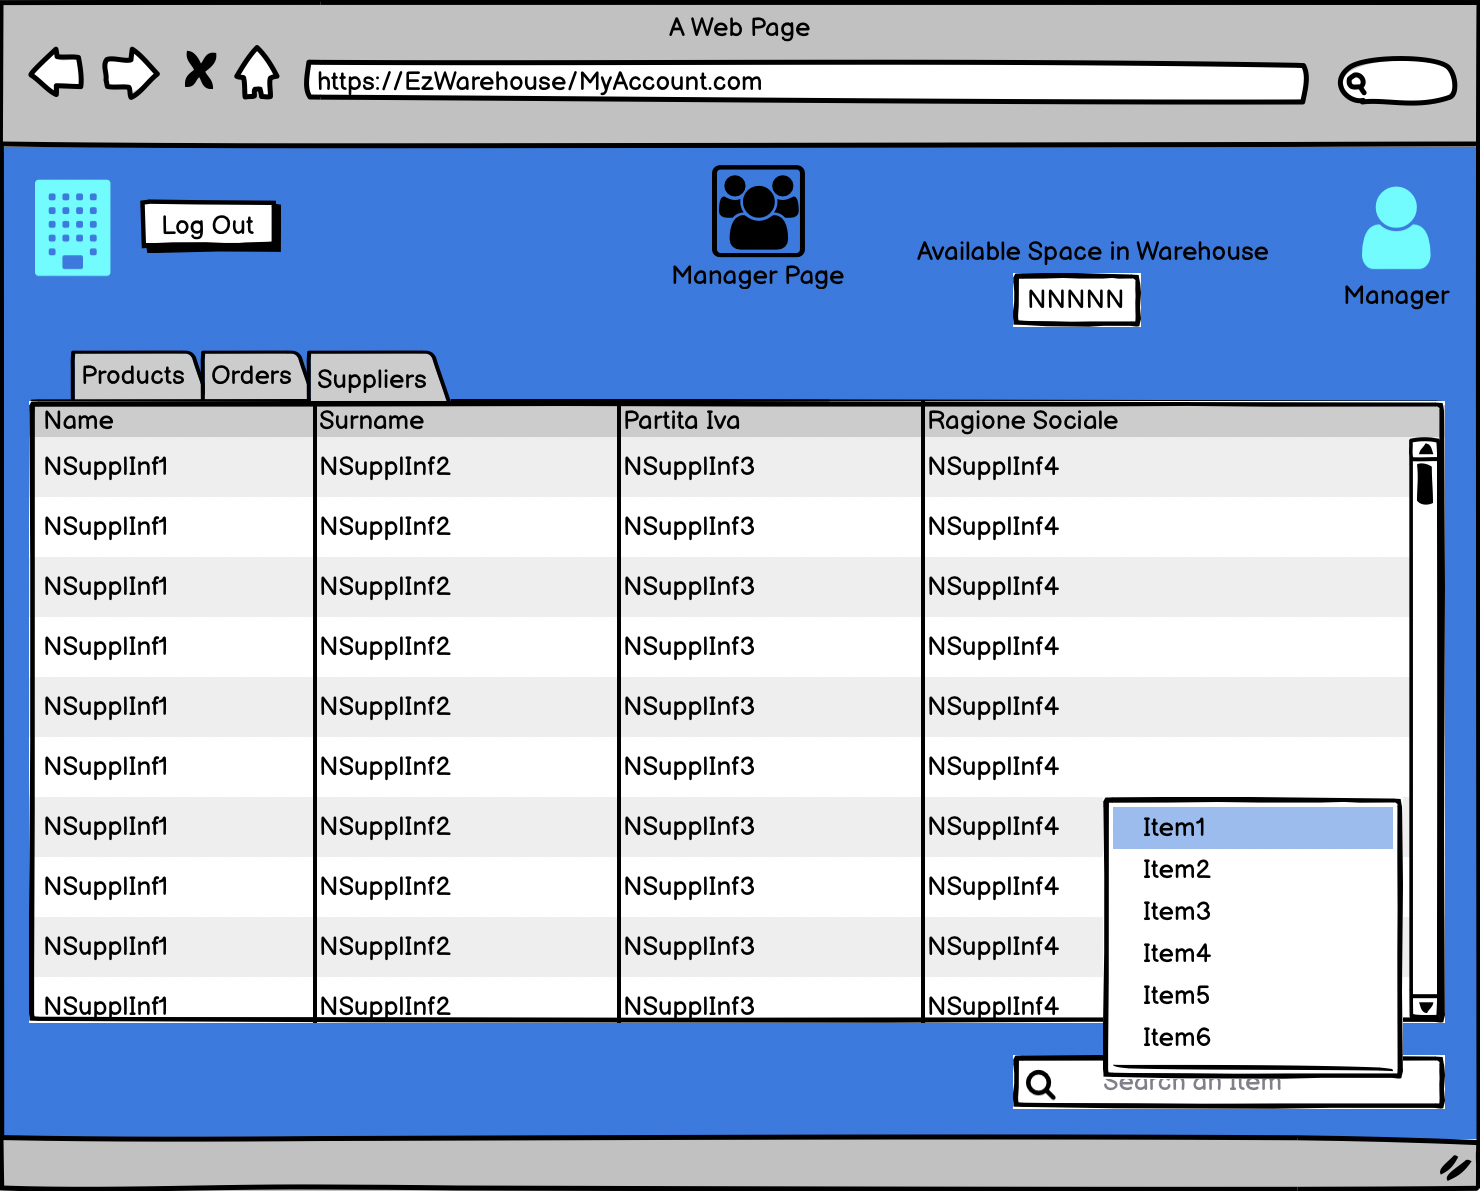 A Web Page
https://EzWarehouse/MyAccount.com
Log Out
Manager Page
Available Space in Warehouse
NNNNN
Manager
Products Orders Suppliers
Name Surname Partita Iva Ragione Sociale
NSupplInf1 NSupplInf2 NSupplInf3 NSupplInf4
NSupplInf1 NSupplInf2 NSupplInf3 NSupplInf4
NSupplInf1 NSupplInf2 NSupplInf3 NSupplInf4
NSupplInf1 NSupplInf2 NSupplInf3 NSupplInf4
NSupplInf1 NSupplInf2 NSupplInf3 NSupplInf4
NSupplInf1 NSupplInf2 NSupplInf3 NSupplInf4
NSupplInf1 NSupplInf2 NSupplInf3 NSupplInf4
NSupplInf1 NSupplInf2 NSupplInf3 NSupplInf4
NSupplInf1 NSupplInf2 NSupplInf3 NSupplInf4
NSupplInf1 NSupplInf2 NSupplInf3 NSupplInf4
Item1
Item2
Item3
Item4
Item5
Item6
Search an Item